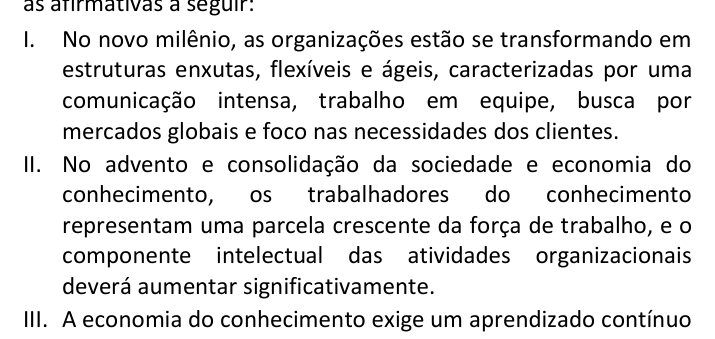 as afirmativas a seguir:
I. No novo milênio, as organizações estão se transformando em
estruturas enxutas, flexíveis e ágeis, caracterizadas por uma
comunicação intensa, trabalho em equipe, busca por
mercados globais e foco nas necessidades dos clientes.
II. No advento e consolidação da sociedade e economia do
conhecimento, os trabalhadores do conhecimento
representam uma parcela crescente da força de trabalho, e o
componente intelectual das atividades organizacionais
deverá aumentar significativamente.
III. A economia do conhecimento exige um aprendizado contínuo